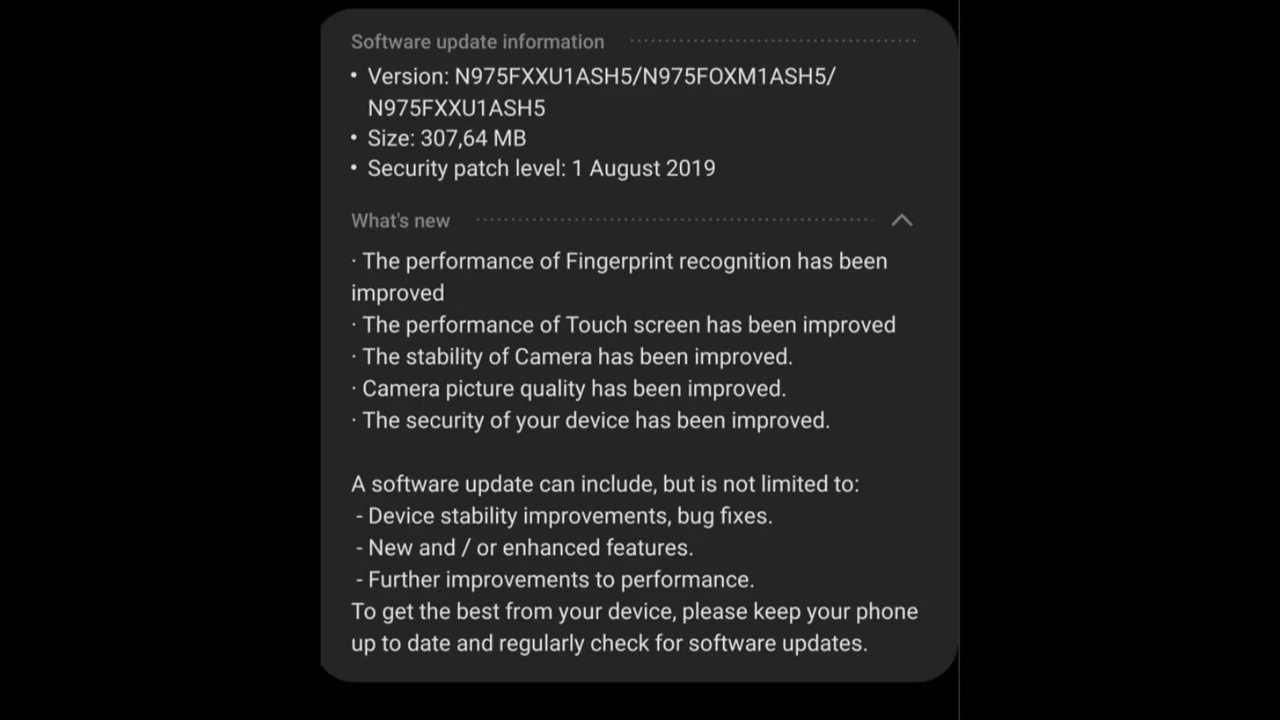 Software update information
• Version: N975FXXU1ASH5/N975FOXM1ASH5/
N975FXXU1ASH5
• Size: 307,64 MB
• Security patch level: 1 August 2019
What's new
· The performance of Fingerprint recognition has been
improved
· The performance of Touch screen has been improved
· The stability of Camera has been improved.
· Camera picture quality has been improved.
· The security of your device has been improved.
A software update can include, but is not limited to:
- Device stability improvements, bug fixes.
- New and / or enhanced features.
- Further improvements to performance.
To get the best from your device, please keep your phone
up to date and regularly check for software updates.